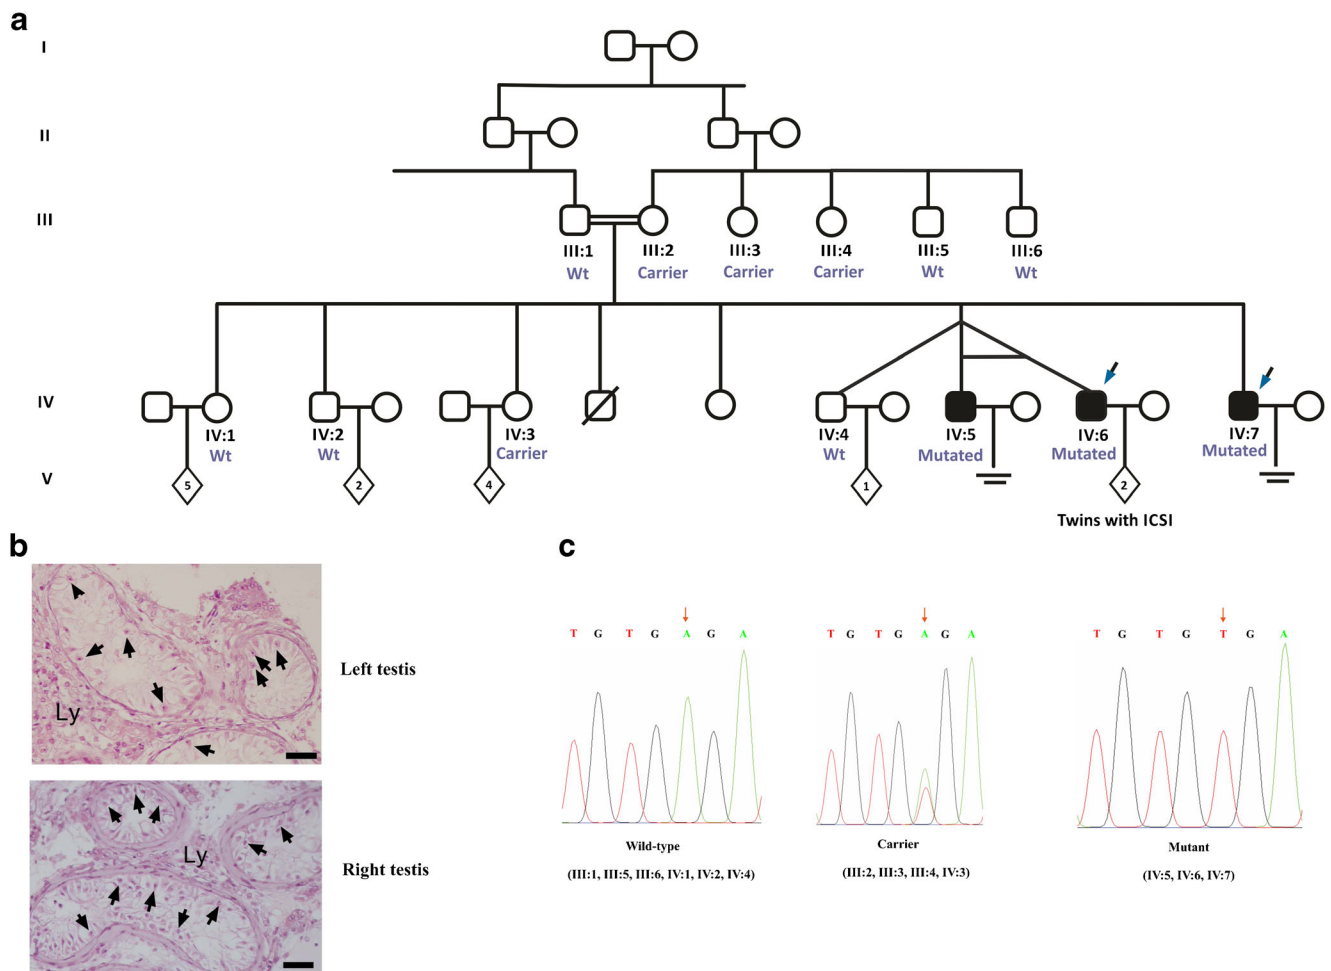 a
I
II
III
III:1 III:2 III:3 III:4 III:5 III:6
Wt Carrier Carrier Carrier Wt Wt
IV
IV:1 IV:2 IV:3 IV:4 IV:5 IV:6 IV:7
Wt Wt Carrier Wt Mutated Mutated Mutated
V
5 2 4 1 2
Twins with ICSI
b
Ly
Left testis
Ly
Right testis
c
T G T G A G A
T G T G A G A
T G T G T G A
Wild-type
Carrier
Mutant
(III:1, III:5, III:6, IV:1, IV:2, IV:4)
(III:2, III:3, III:4, IV:3)
(IV:5, IV:6, IV:7)